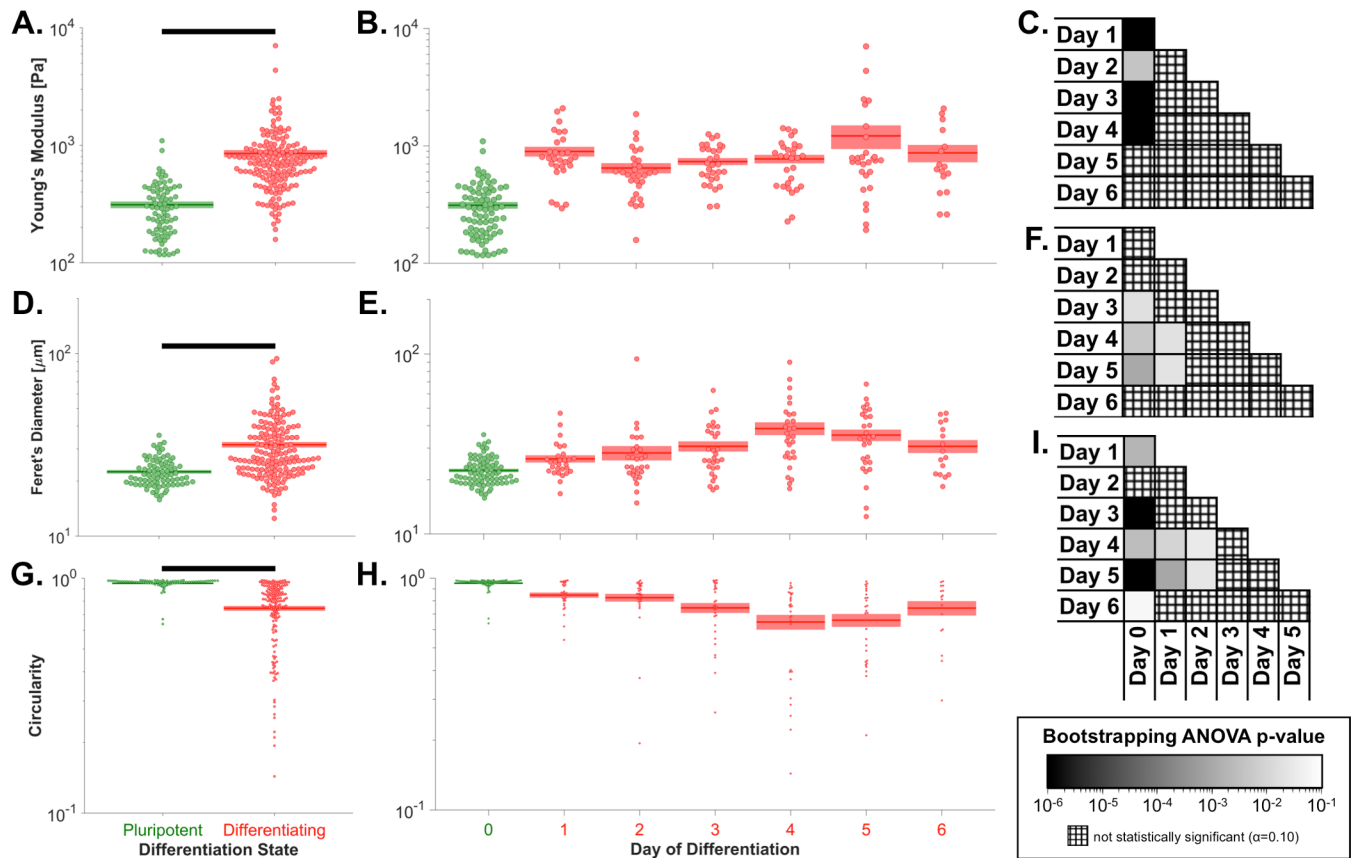 A.
Young's Modulus [Pa]
10^4
10^3
10^2
B.
10^4
10^3
10^2
C.
Day 1
Day 2
Day 3
Day 4
Day 5
Day 6
D.
Feret's Diameter [μm]
10^2
10^1
E.
10^2
10^1
F.
Day 1
Day 2
Day 3
Day 4
Day 5
Day 6
G.
Circularity
10^0
10^-1
Pluripotent Differentiating
Differentiation State
H.
10^0
10^-1
0 1 2 3 4 5 6
Day of Differentiation
I.
Day 1
Day 2
Day 3
Day 4
Day 5
Day 6
Day 0
Day 1
Day 2
Day 3
Day 4
Day 5
Bootstrapping ANOVA p-value
10^-6 10^-5 10^-4 10^-3 10^-2 10^-1
not statistically significant (α=0.10)